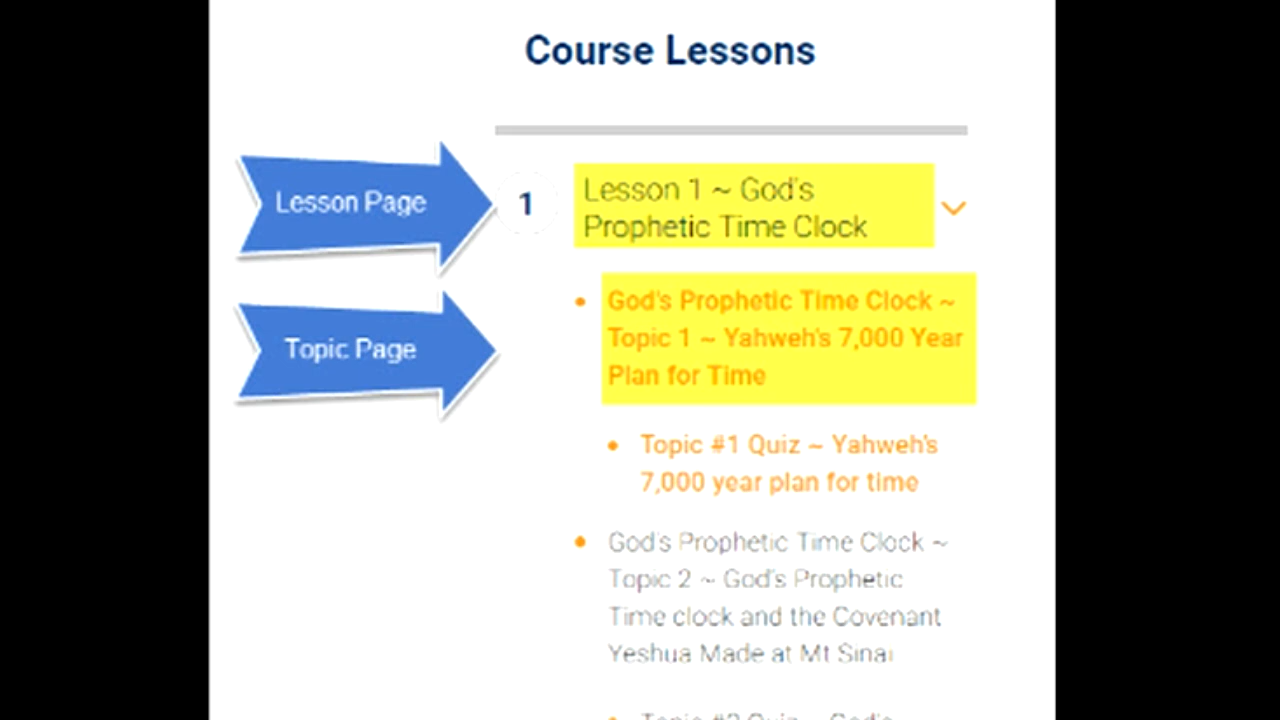 Course Lessons
Lesson Page
1
Lesson 1 ~ God's
Prophetic Time Clock
Topic Page
God's Prophetic Time Clock ~
Topic 1 ~ Yahweh's 7,000 Year
Plan for Time
Topic #1 Quiz ~ Yahweh's
7,000 year plan for time
God's Prophetic Time Clock ~
Topic 2 ~ God's Prophetic
Time clock and the Covenant
Yeshua Made at Mt Sinai